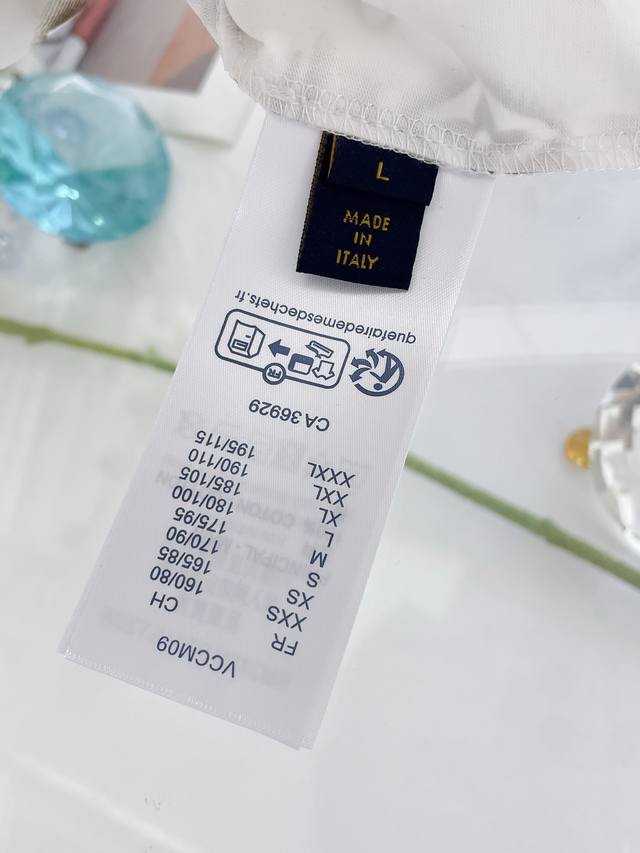 L
MADE
IN
ITALY
VCCM09
FR CH
XXS 160/80
XS 165/85
S 170/90
M 175/95
L 180/100
XL 185/105
XXL 190/110
XXXL 195/115
CA 36929
FR
quefairedemesdechets.fr